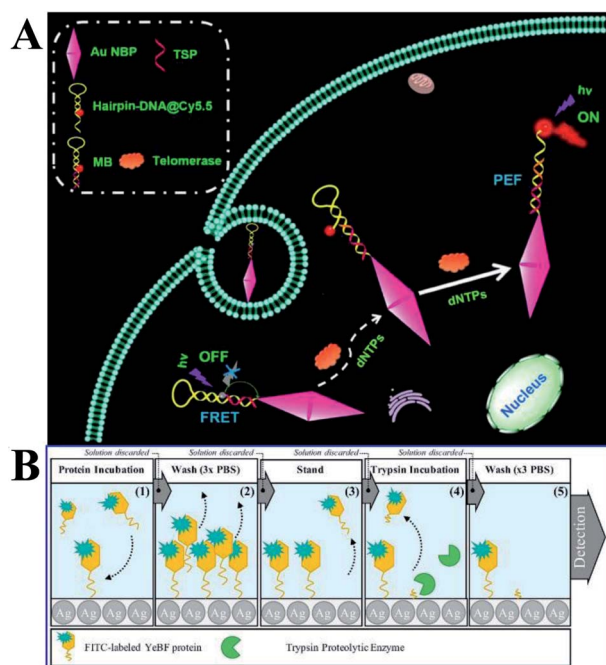 A
Au NBP
TSP
Hairpin-DNA@Cy5.5
MB
Telomerase
hv
ON
PEF
dNTPs
dNTPs
hv
OFF
FRET
Nucleus
B
Solution discarded
Solution discarded
Solution discarded
Solution discarded
Protein Incubation
Wash (3x PBS)
Stand
Trypsin Incubation
Wash (x3 PBS)
(1)
(2)
(3)
(4)
(5)
Detection
Ag Ag Ag Ag Ag Ag Ag Ag Ag Ag Ag Ag Ag Ag Ag Ag Ag Ag Ag Ag
FITC-labeled YeBF protein
Trypsin Proteolytic Enzyme